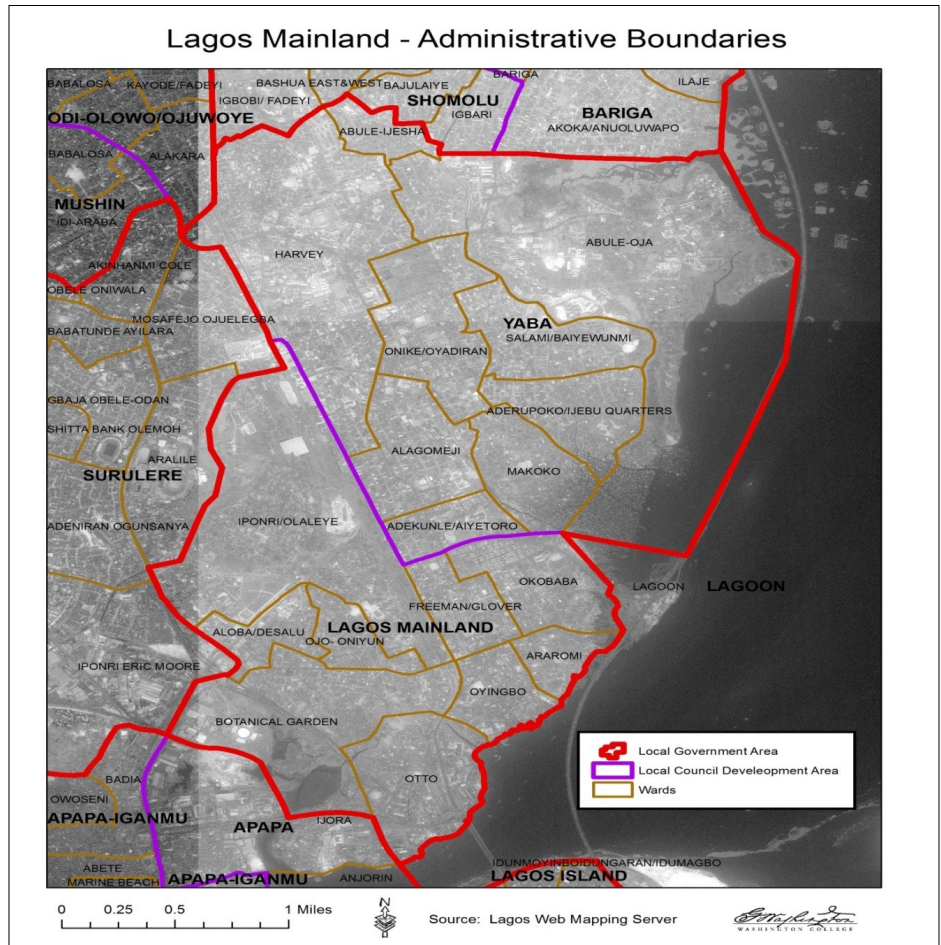 Lagos Mainland - Administrative Boundaries
BABALOSA
KAYODE/FADEYI
BASHUA EAST&WEST
BAJULAIYE
BARIGA
ILAJE
IGBOBI/ FADEYI
SHOMOLU
IGBARI
BARIGA
ODI-OLOWO/OJUWOYE
ABULE-IJESHA
AKOKA/ANUOLUWAPO
BABALOSA
ALAKARA
MUSHIN
IDI-ARABA
HARVEY
ABULE-OJA
AKINHANMI COLE
OBELE ONIWALA
MOSAFEJO OJUELEGBA
BABATUNDE AYILARA
YABA
SALAMI/BAIYEWUNMI
ONIKE/OYADIRAN
GBAJA OBELE-ODAN
ADERUPOKO/IJEBU QUARTERS
SHITTA BANK OLEMOH
ARALILE
ALAGOMEJI
SURULERE
MAKOKO
ADENIRAN OGUNSANYA
IPONRI/OLALEYE
ADEKUNLE/AIYETORO
OKOBABA
LAGOON
LAGOON
FREEMAN/GLOVER
ALOBA/DESALU
LAGOS MAINLAND
OJO- ONIYUN
ARAROMI
IPONRI ERIC MOORE
OYINGBO
BOTANICAL GARDEN
OTTO
BADIA
OWOSENI
APAPA-IGANMU
APAPA
IJORA
ABETE
MARINE BEACH
APAPA-IGANMU
ANJORIN
IDUNMOYINBO
IDUNGARAN/IDUMAGBO
LAGOS ISLAND
Local Government Area
Local Council Develeopment Area
Wards
0 0.25 0.5 1 Miles
N
Source: Lagos Web Mapping Server
Washington
WASHINGTON COLLEGE